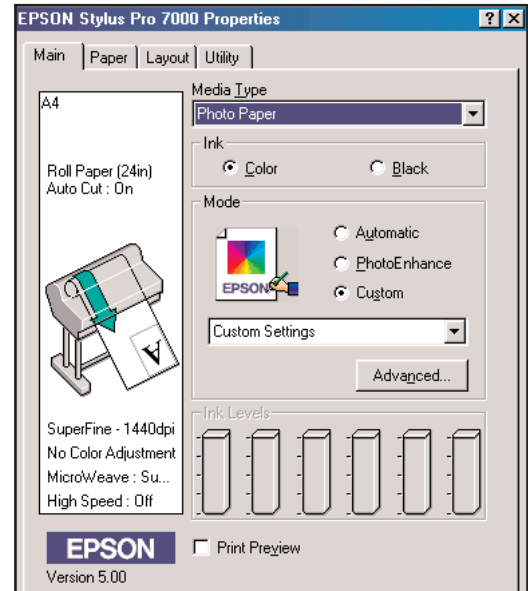 EPSON Stylus Pro 7000 Properties
Main Paper Layout Utility
A4
Roll Paper (24in)
Auto Cut : On
A
SuperFine - 1440dpi
No Color Adjustment
MicroWeave : Su...
High Speed : Off
EPSON
Version 5.00
Media Type
Photo Paper
Ink
Color Black
Mode
EPSON
Automatic
PhotoEnhance
Custom
Custom Settings
Advanced...
Ink Levels
Print Preview